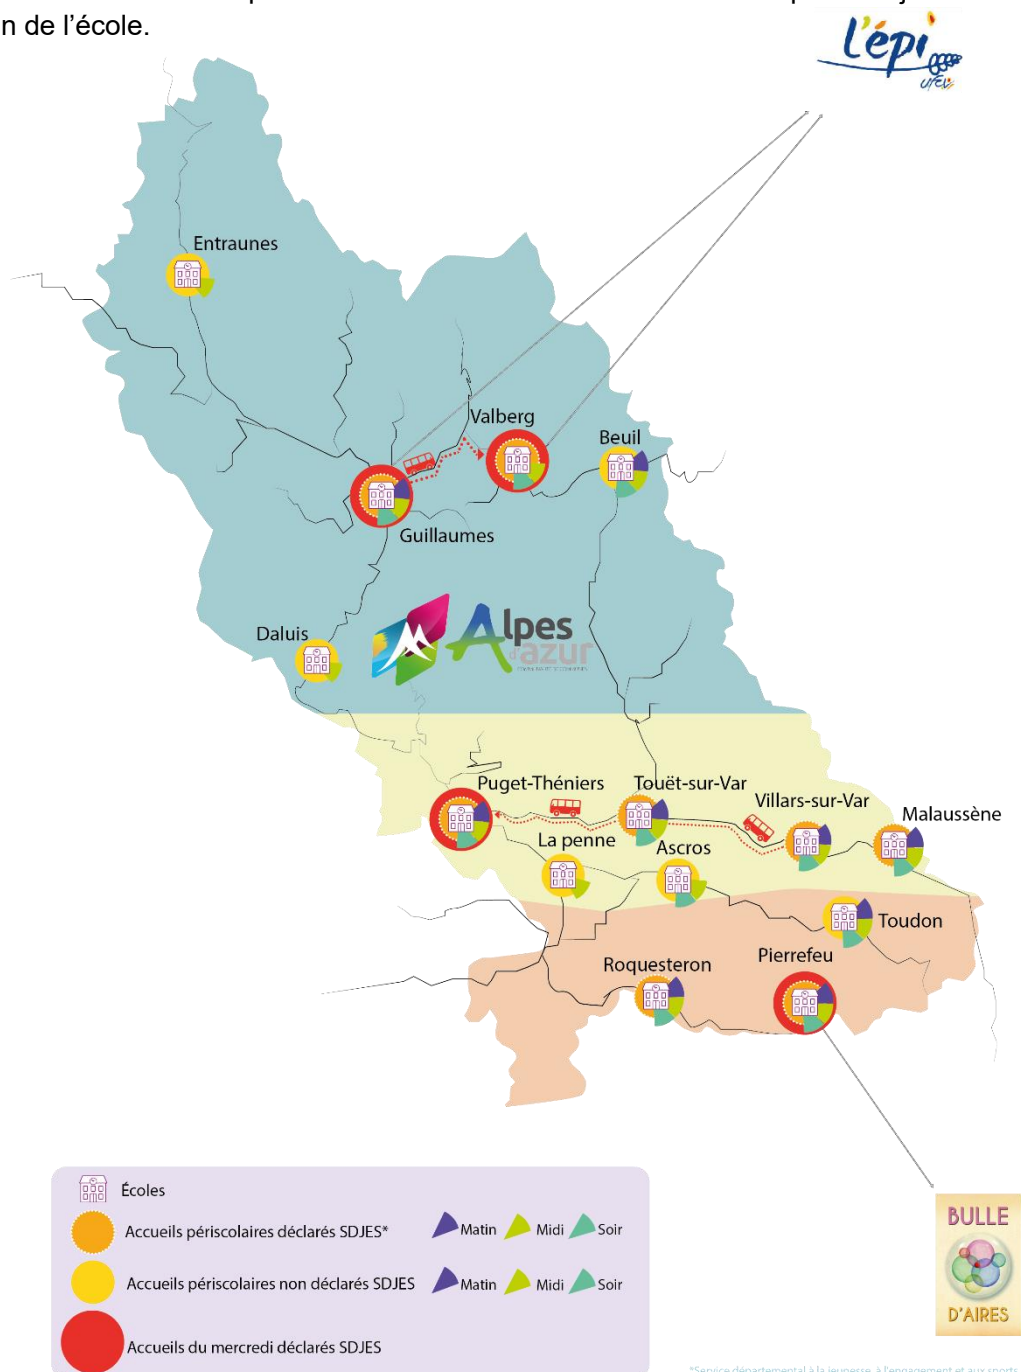 n de l’école.
l'épi
UFCV
Entraunes
Valberg
Beuil
Guillaumes
Daluis
Alpes
d'azur
Puget-Théniers
Touët-sur-Var
Villars-sur-Var
Malaussène
La penne
Ascros
Toudon
Pierrefeu
Roquesteron
Écoles
Accueils périscolaires déclarés SDJES* Matin Midi Soir
Accueils périscolaires non déclarés SDJES Matin Midi Soir
Accueils du mercredi déclarés SDJES
BULLE
D'AIRES
*Service départemental à la jeunesse, à l'engagement et aux sports